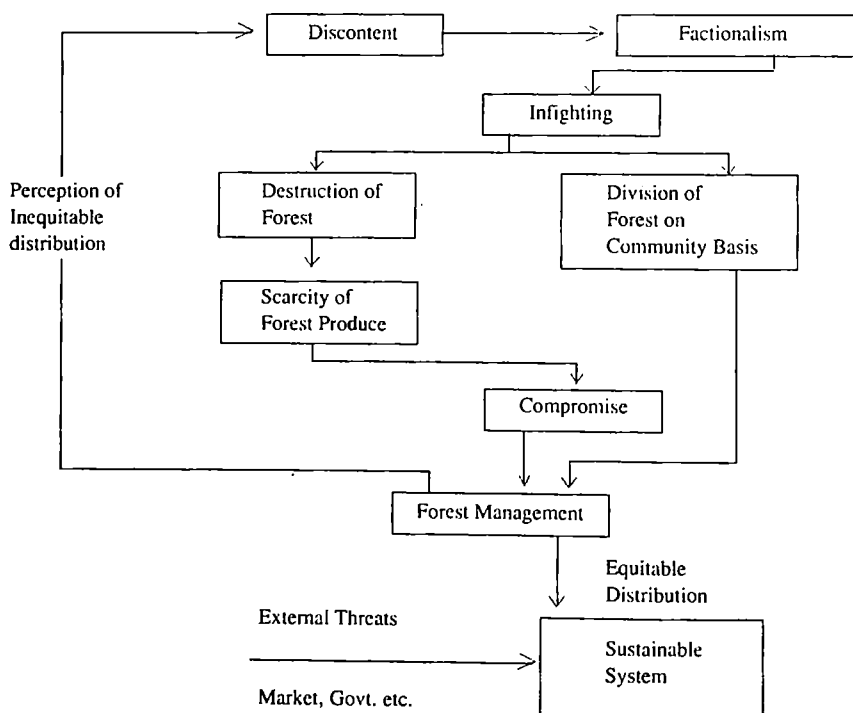 Discontent
Factionalism
Infighting
Perception of
Inequitable
distribution
Destruction of
Forest
Division of
Forest on
Community Basis
Scarcity of
Forest Produce
Compromise
Forest Management
Equitable
Distribution
External Threats
Sustainable
System
Market, Govt. etc.